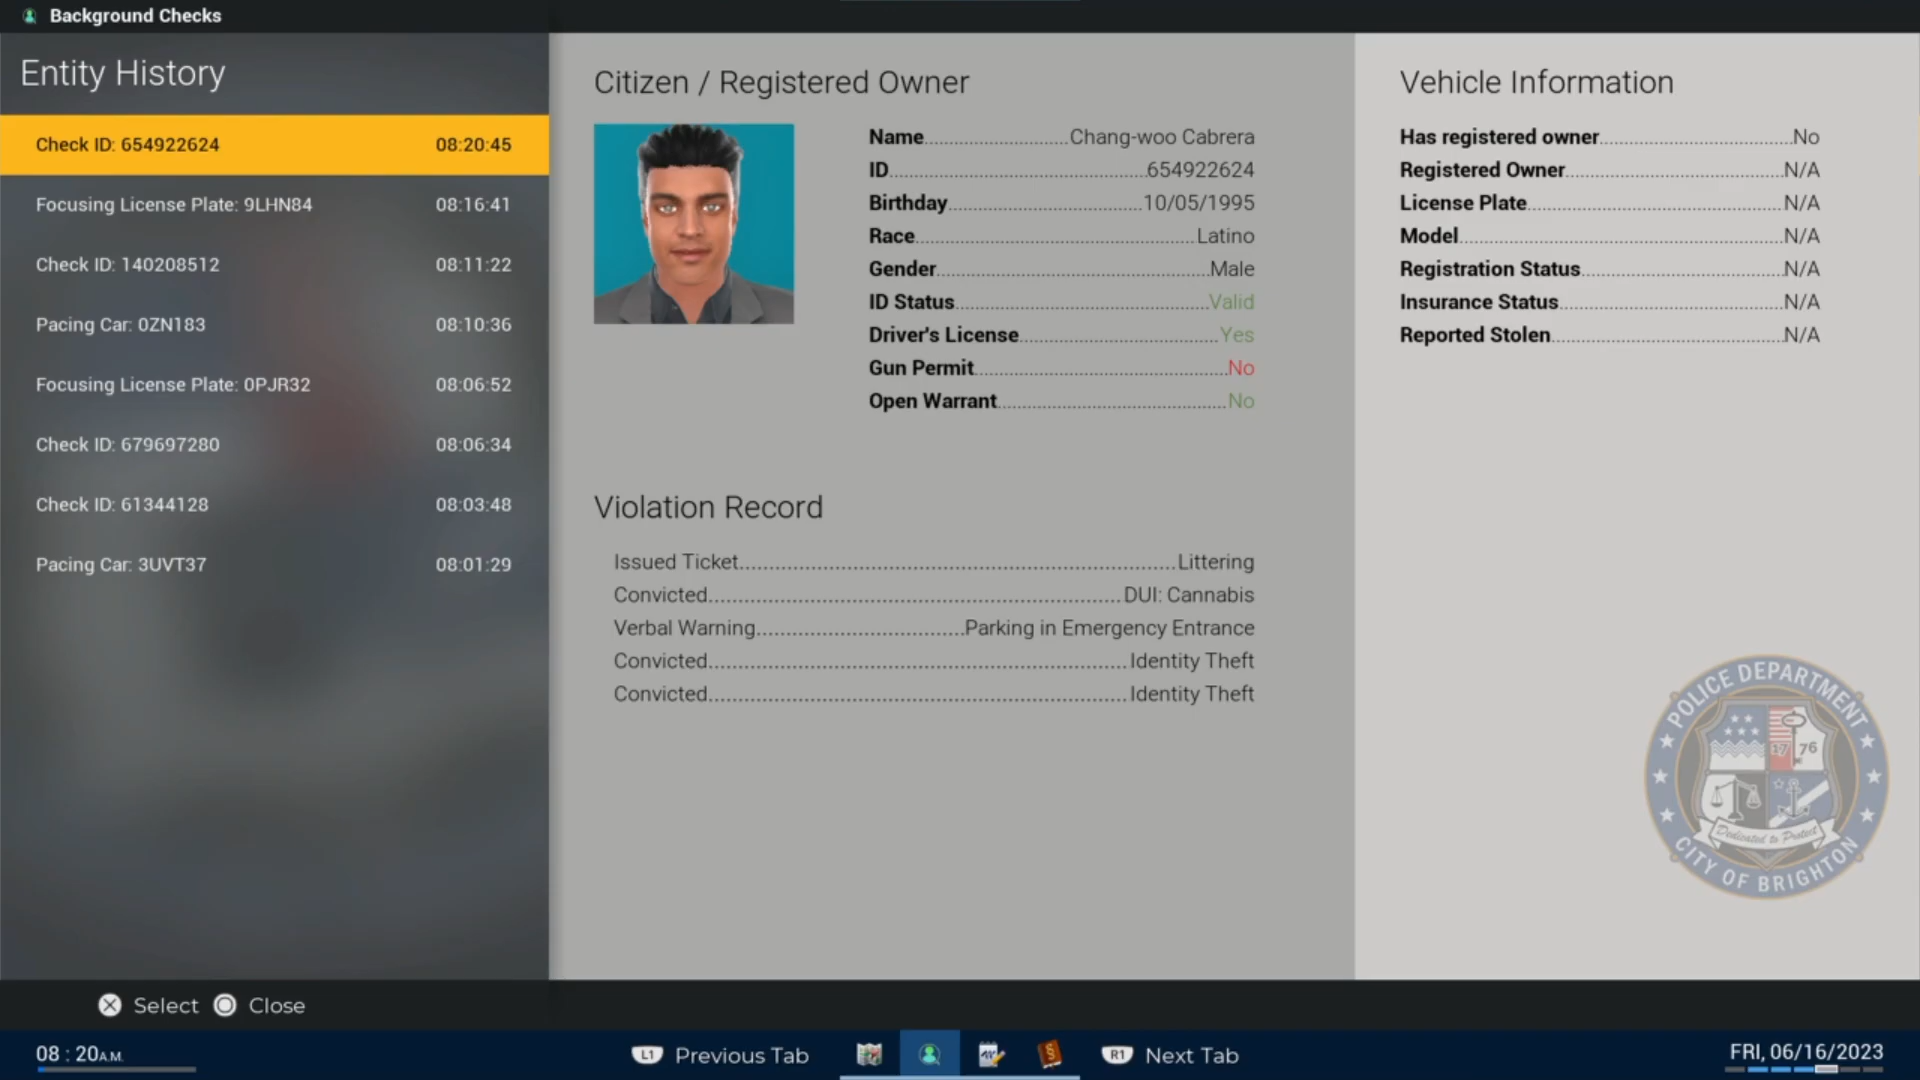 Background Checks
Entity History
Check ID: 654922624 08:20:45
Focusing License Plate: 9LHN84 08:16:41
Check ID: 140208512 08:11:22
Pacing Car: 0ZN183 08:10:36
Focusing License Plate: 0PJR32 08:06:52
Check ID: 679697280 08:06:34
Check ID: 61344128 08:03:48
Pacing Car: 3UVT37 08:01:29
Citizen / Registered Owner
Name Chang-woo Cabrera
ID 654922624
Birthday 10/05/1995
Race Latino
Gender Male
ID Status Valid
Driver's License Yes
Gun Permit No
Open Warrant No
Violation Record
Issued Ticket Littering
Convicted DUI: Cannabis
Verbal Warning Parking in Emergency Entrance
Convicted Identity Theft
Convicted Identity Theft
Vehicle Information
Has registered owner No
Registered Owner N/A
License Plate N/A
Model N/A
Registration Status N/A
Insurance Status N/A
Reported Stolen N/A
POLICE DEPARTMENT
17 76
Dedicated to Protect
CITY OF BRIGHTON
Select Close
08 : 20 A.M.
L1 Previous Tab
R1 Next Tab
FRI, 06/16/2023